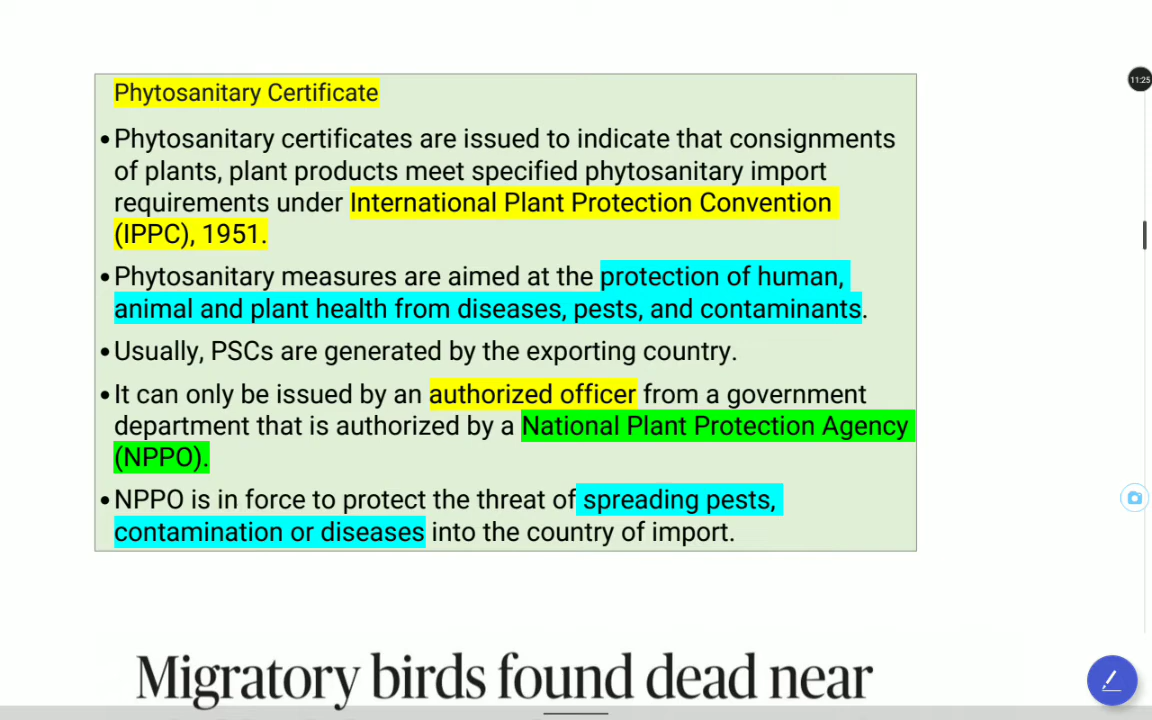 Phytosanitary Certificate
•Phytosanitary certificates are issued to indicate that consignments
of plants, plant products meet specified phytosanitary import
requirements under International Plant Protection Convention
(IPPC), 1951.
•Phytosanitary measures are aimed at the protection of human,
animal and plant health from diseases, pests, and contaminants.
•Usually, PSCs are generated by the exporting country.
•It can only be issued by an authorized officer from a government
department that is authorized by a National Plant Protection Agency
(NPPO).
•NPPO is in force to protect the threat of spreading pests,
contamination or diseases into the country of import.
Migratory birds found dead near
11:25